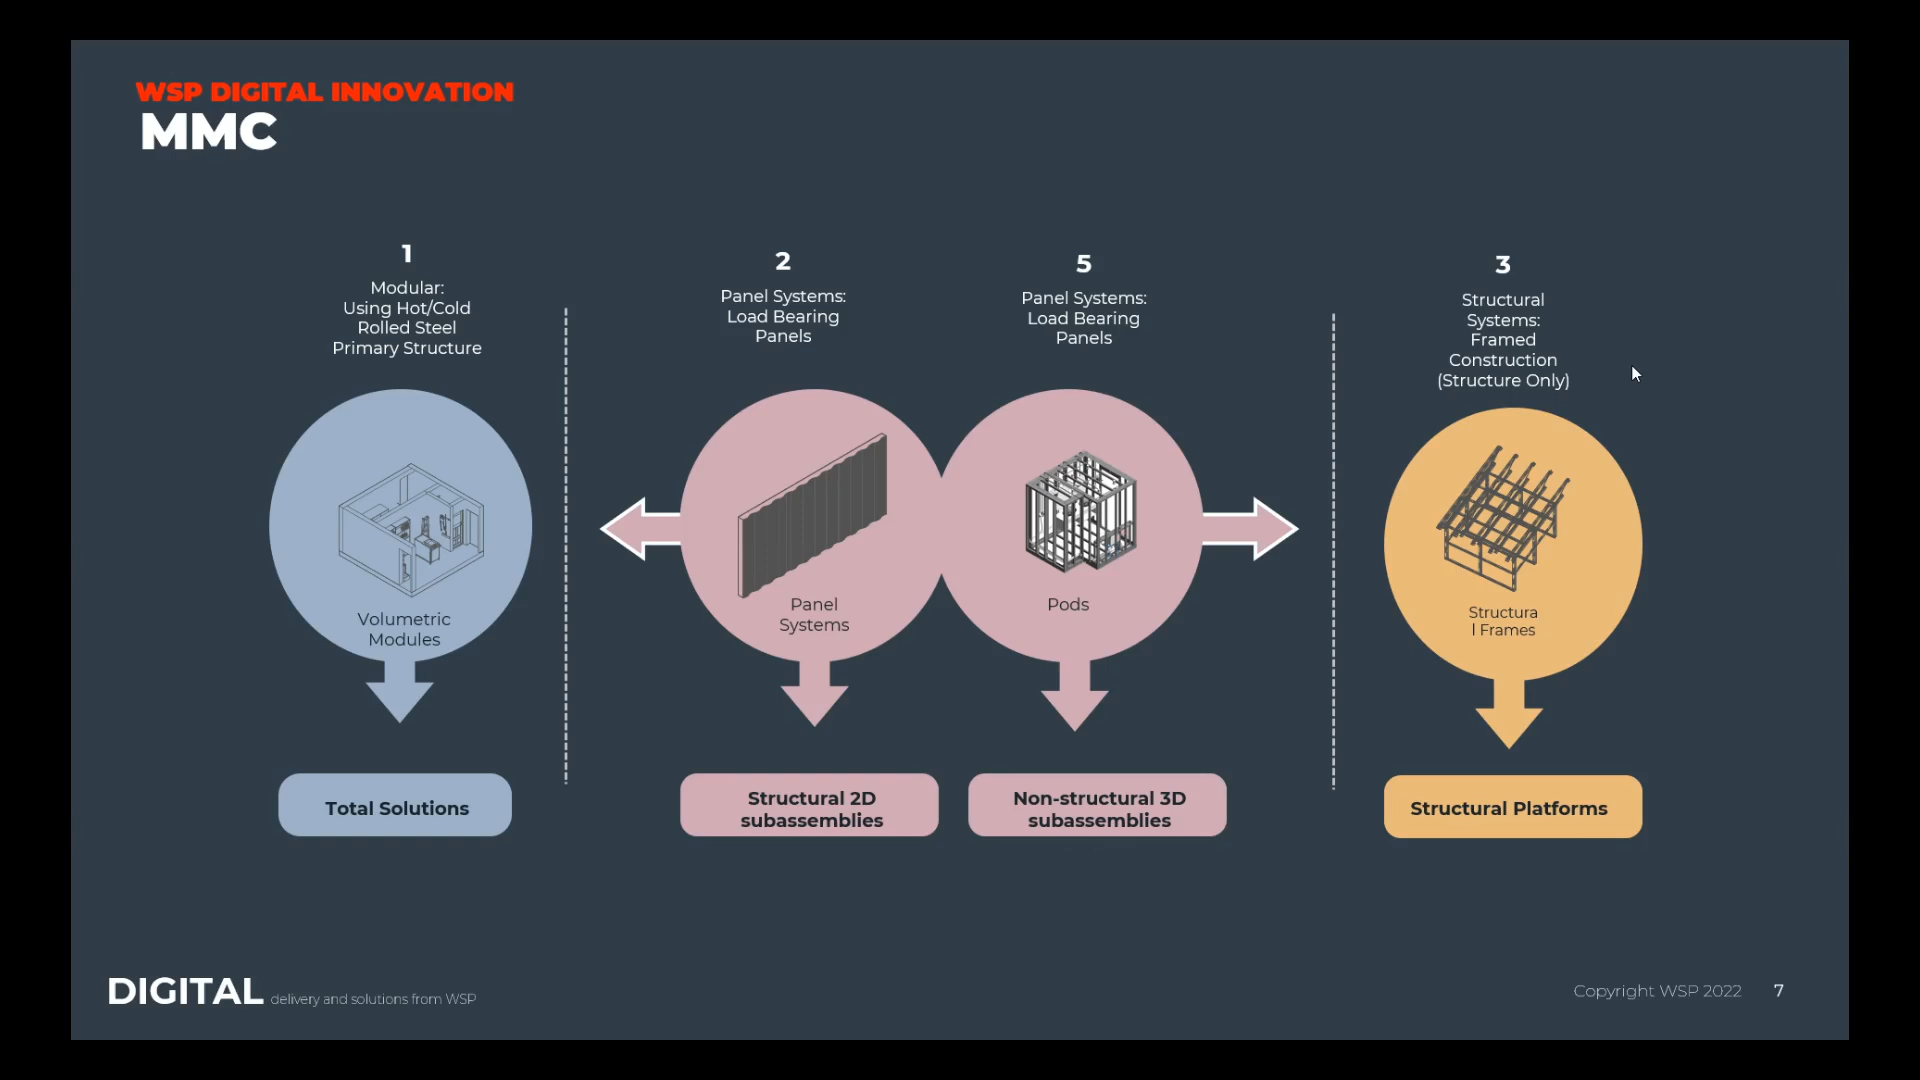 WSP DIGITAL INNOVATION
MMC
1
Modular:
Using Hot/Cold
Rolled Steel
Primary Structure
2
Panel Systems:
Load Bearing
Panels
5
Panel Systems:
Load Bearing
Panels
3
Structural
Systems:
Framed
Construction
(Structure Only)
Volumetric
Modules
Panel
Systems
Pods
Structura
l Frames
Total Solutions
Structural 2D
subassemblies
Non-structural 3D
subassemblies
Structural Platforms
DIGITAL delivery and solutions from WSP
Copyright WSP 2022 7